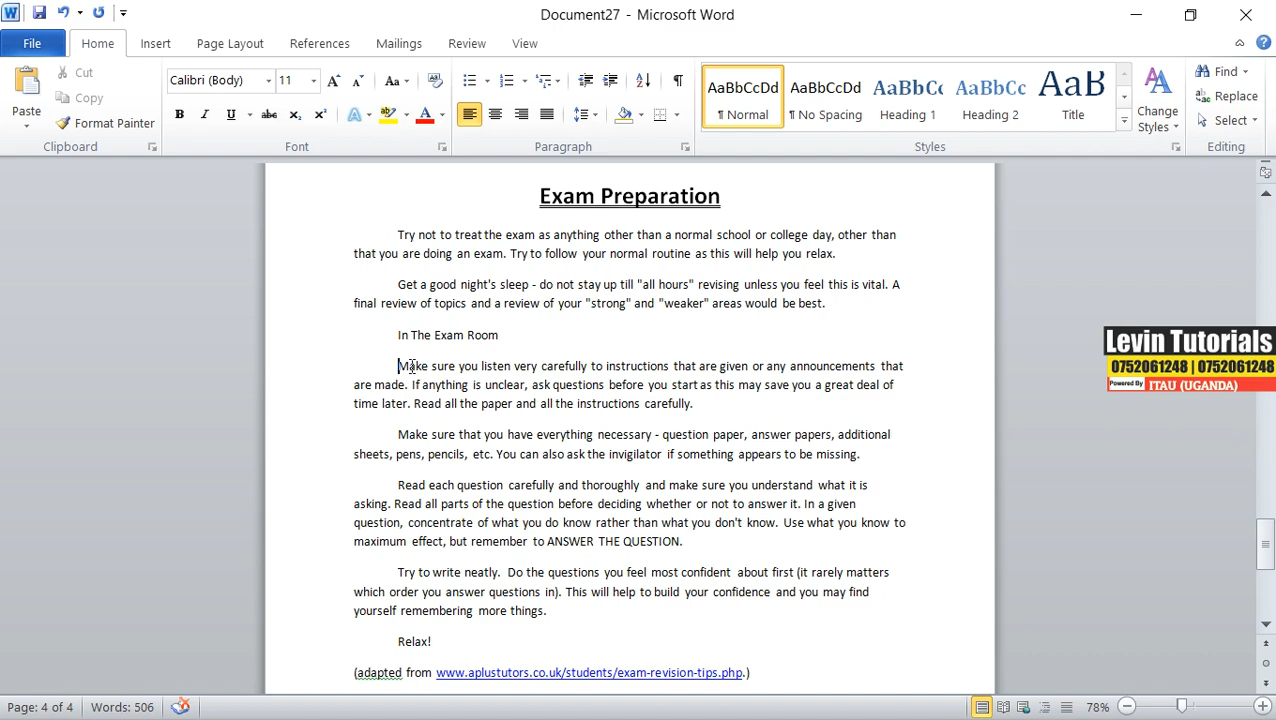 Document27 - Microsoft Word
File Home Insert Page Layout References Mailings Review View
Paste
Cut
Copy
Format Painter
Clipboard
Calibri (Body) 11
Font
Paragraph
AaBbCcDd AaBbCcDd AaBbCc AaBbCcDd AaB
¶ Normal ¶ No Spacing Heading 1 Heading 2 Title
Change
Styles
Styles
Find
Replace
Select
Editing
Exam Preparation
Try not to treat the exam as anything other than a normal school or college day, other than
that you are doing an exam. Try to follow your normal routine as this will help you relax.
Get a good night's sleep - do not stay up till "all hours" revising unless you feel this is vital. A
final review of topics and a review of your "strong" and "weaker" areas would be best.
In The Exam Room
Make sure you listen very carefully to instructions that are given or any announcements that
are made. If anything is unclear, ask questions before you start as this may save you a great deal of
time later. Read all the paper and all the instructions carefully.
Make sure that you have everything necessary - question paper, answer papers, additional
sheets, pens, pencils, etc. You can also ask the invigilator if something appears to be missing.
Read each question carefully and thoroughly and make sure you understand what it is
asking. Read all parts of the question before deciding whether or not to answer it. In a given
question, concentrate of what you do know rather than what you don't know. Use what you know to
maximum effect, but remember to ANSWER THE QUESTION.
Try to write neatly. Do the questions you feel most confident about first (it rarely matters
which order you answer questions in). This will help to build your confidence and you may find
yourself remembering more things.
Relax!
(adapted from www.aplustutors.co.uk/students/exam-revision-tips.php.)
Levin Tutorials
0752061248 | 0752061248
Powered By ITAU (UGANDA)
Page: 4 of 4 Words: 506 78%